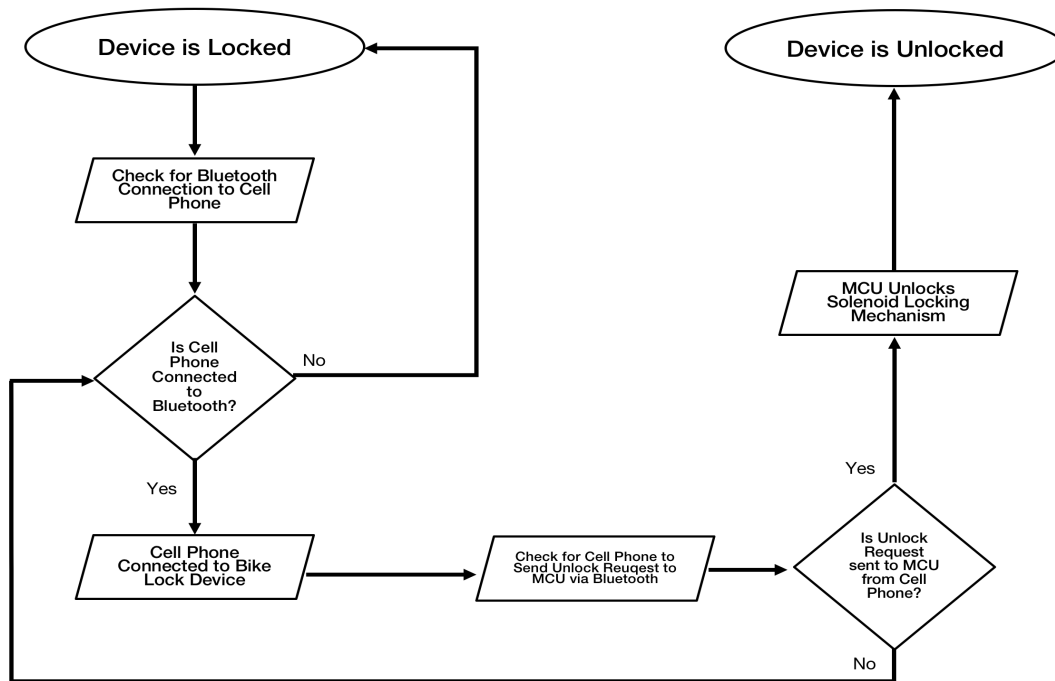 Device is Locked
Device is Unlocked
Check for Bluetooth
Connection to Cell
Phone
MCU Unlocks
Solenoid Locking
Mechanism
Is Cell
Phone
Connected
to
Bluetooth?
No
Yes
Yes
Cell Phone
Connected to Bike
Lock Device
Check for Cell Phone to
Send Unlock Reuqest to
MCU via Bluetooth
Is Unlock
Request
sent to MCU
from Cell
Phone?
No